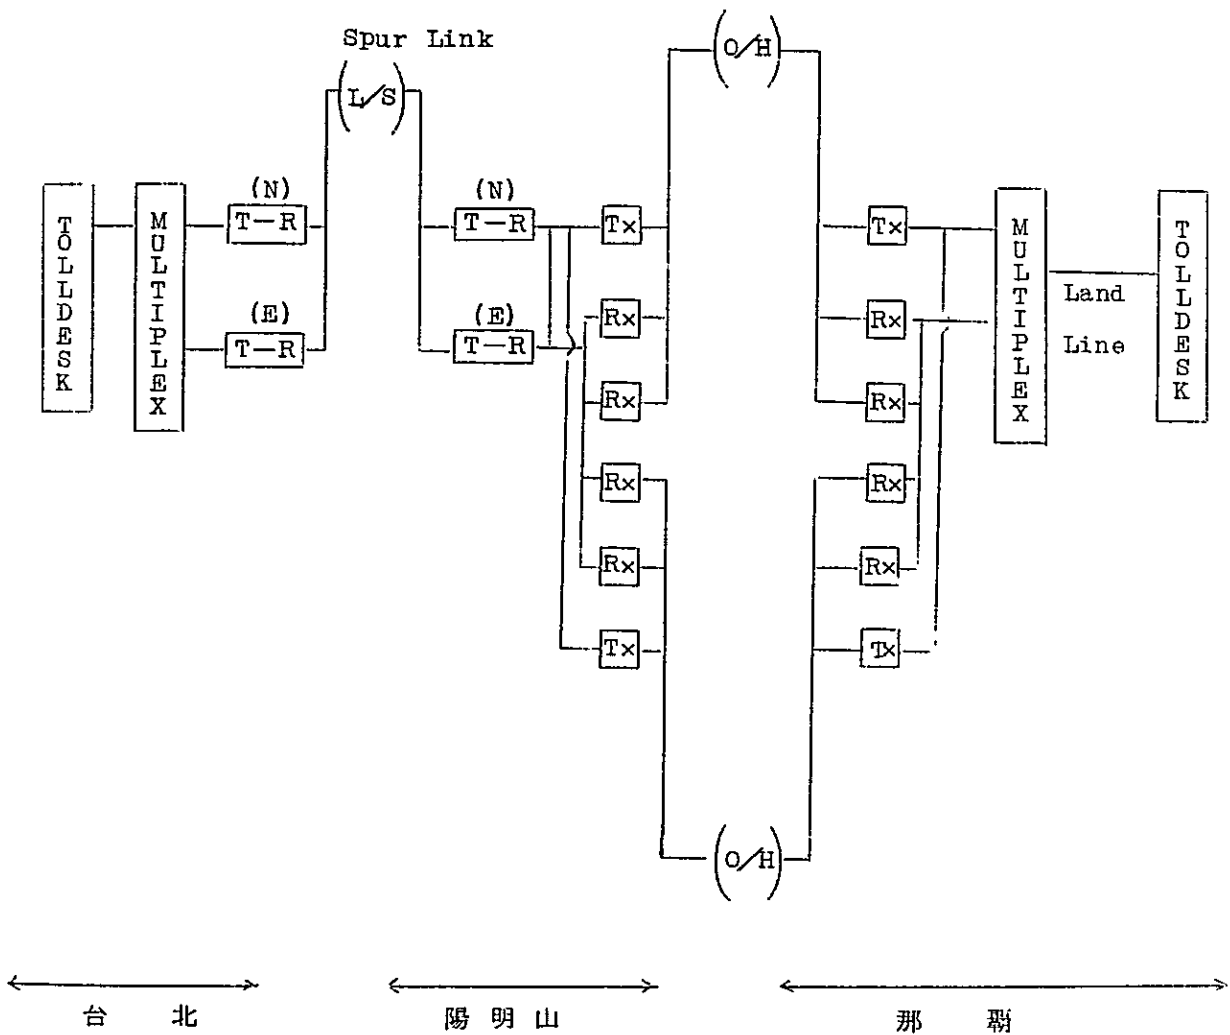 Spur Link
(L/S)
(O/H)
TOLLDESK
MULTIPLEX
(N)
T-R
(E)
T-R
(N)
T-R
(E)
T-R
Tx
Rx
Rx
Rx
Rx
Tx
Tx
Rx
Rx
Rx
Rx
Tx
MULTIPLEX
Land
Line
TOLLDESK
(O/H)
台北
陽明山
那覇